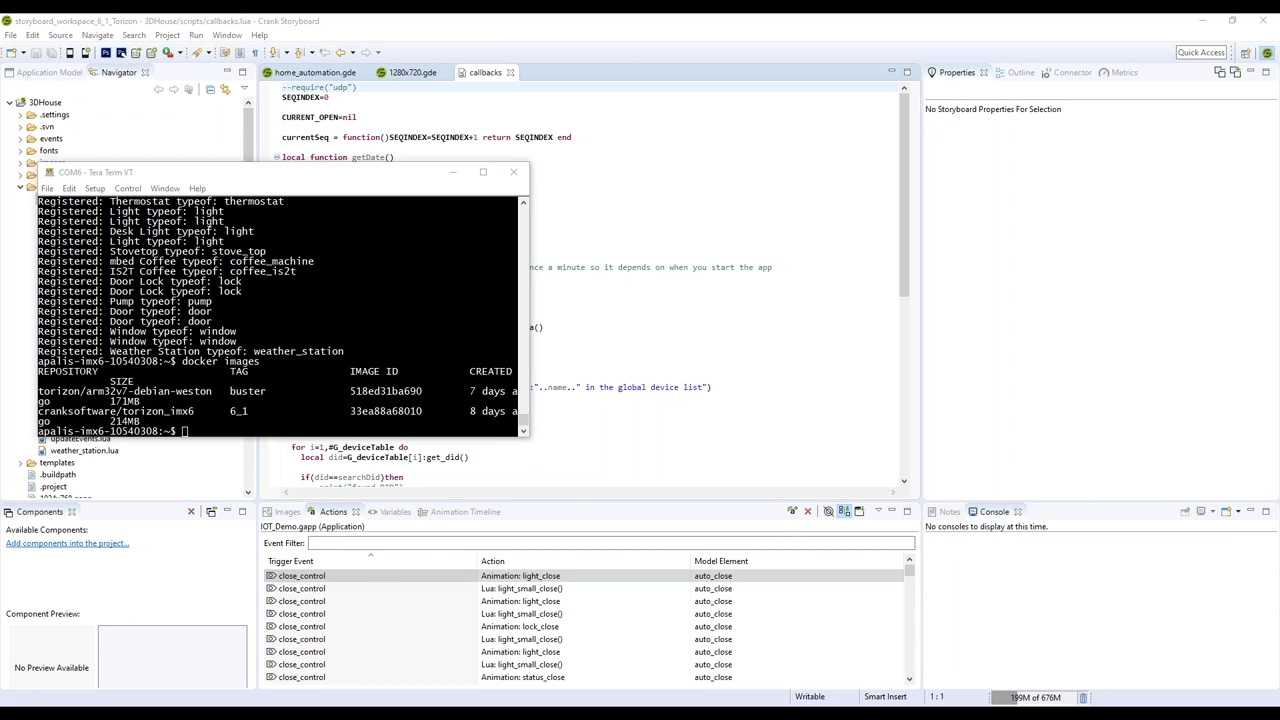 storyboard_workspace_6_1_Torizon - 3DHouse/scripts/callbacks.lua - Crank Storyboard
File Edit Source Navigate Search Project Run Window Help
Quick Access
Application Model Navigator
3DHouse
.settings
.svn
events
fonts
home_automation.gde 1280x720.gde callbacks
--require("udp")
SEQINDEX=0
CURRENT_OPEN=nil
currentSeq = function()SEQINDEX=SEQINDEX+1 return SEQINDEX end
local function getDate()
COM6 - Tera Term VT
File Edit Setup Control Window Help
Registered: Thermostat typeof: thermostat
Registered: Light typeof: light
Registered: Light typeof: light
Registered: Desk Light typeof: light
Registered: Light typeof: light
Registered: Stovetop typeof: stove_top
Registered: mbed Coffee typeof: coffee_machine
Registered: IS2T Coffee typeof: coffee_is2t
Registered: Door Lock typeof: lock
Registered: Door Lock typeof: lock
Registered: Pump typeof: pump
Registered: Door typeof: door
Registered: Door typeof: door
Registered: Window typeof: window
Registered: Window typeof: window
Registered: Weather Station typeof: weather_station
apalis-imx6-10540308:~$ docker images
REPOSITORY TAG IMAGE ID CREATED
SIZE
torizon/arm32v7-debian-weston buster 518ed31ba690 7 days a
go 171MB
cranksoftware/torizon_imx6 6_1 33ea88a68010 8 days a
go 214MB
apalis-imx6-10540308:~$
nce a minute so it depends on when you start the app
a()
:"..name.." in the global device list")
for i=1,#G_deviceTable do
local did=G_deviceTable[i]:get_did()
if(did==searchDid)then
updateEvents.lua
weather_station.lua
templates
.buildpath
.project
Properties Outline Connector Metrics
No Storyboard Properties For Selection
Components
Available Components:
Add components into the project...
Component Preview:
No Preview Available
Images Actions Variables Animation Timeline
IOT_Demo.gapp (Application)
Event Filter:
Trigger Event Action Model Element
close_control Animation: light_close auto_close
close_control Lua: light_small_close() auto_close
close_control Animation: light_close auto_close
close_control Lua: light_small_close() auto_close
close_control Animation: lock_close auto_close
close_control Lua: light_small_close() auto_close
close_control Animation: light_close auto_close
close_control Lua: light_small_close() auto_close
close_control Animation: status_close auto_close
Notes Console
No consoles to display at this time.
Writable Smart Insert 1 : 1 199M of 676M